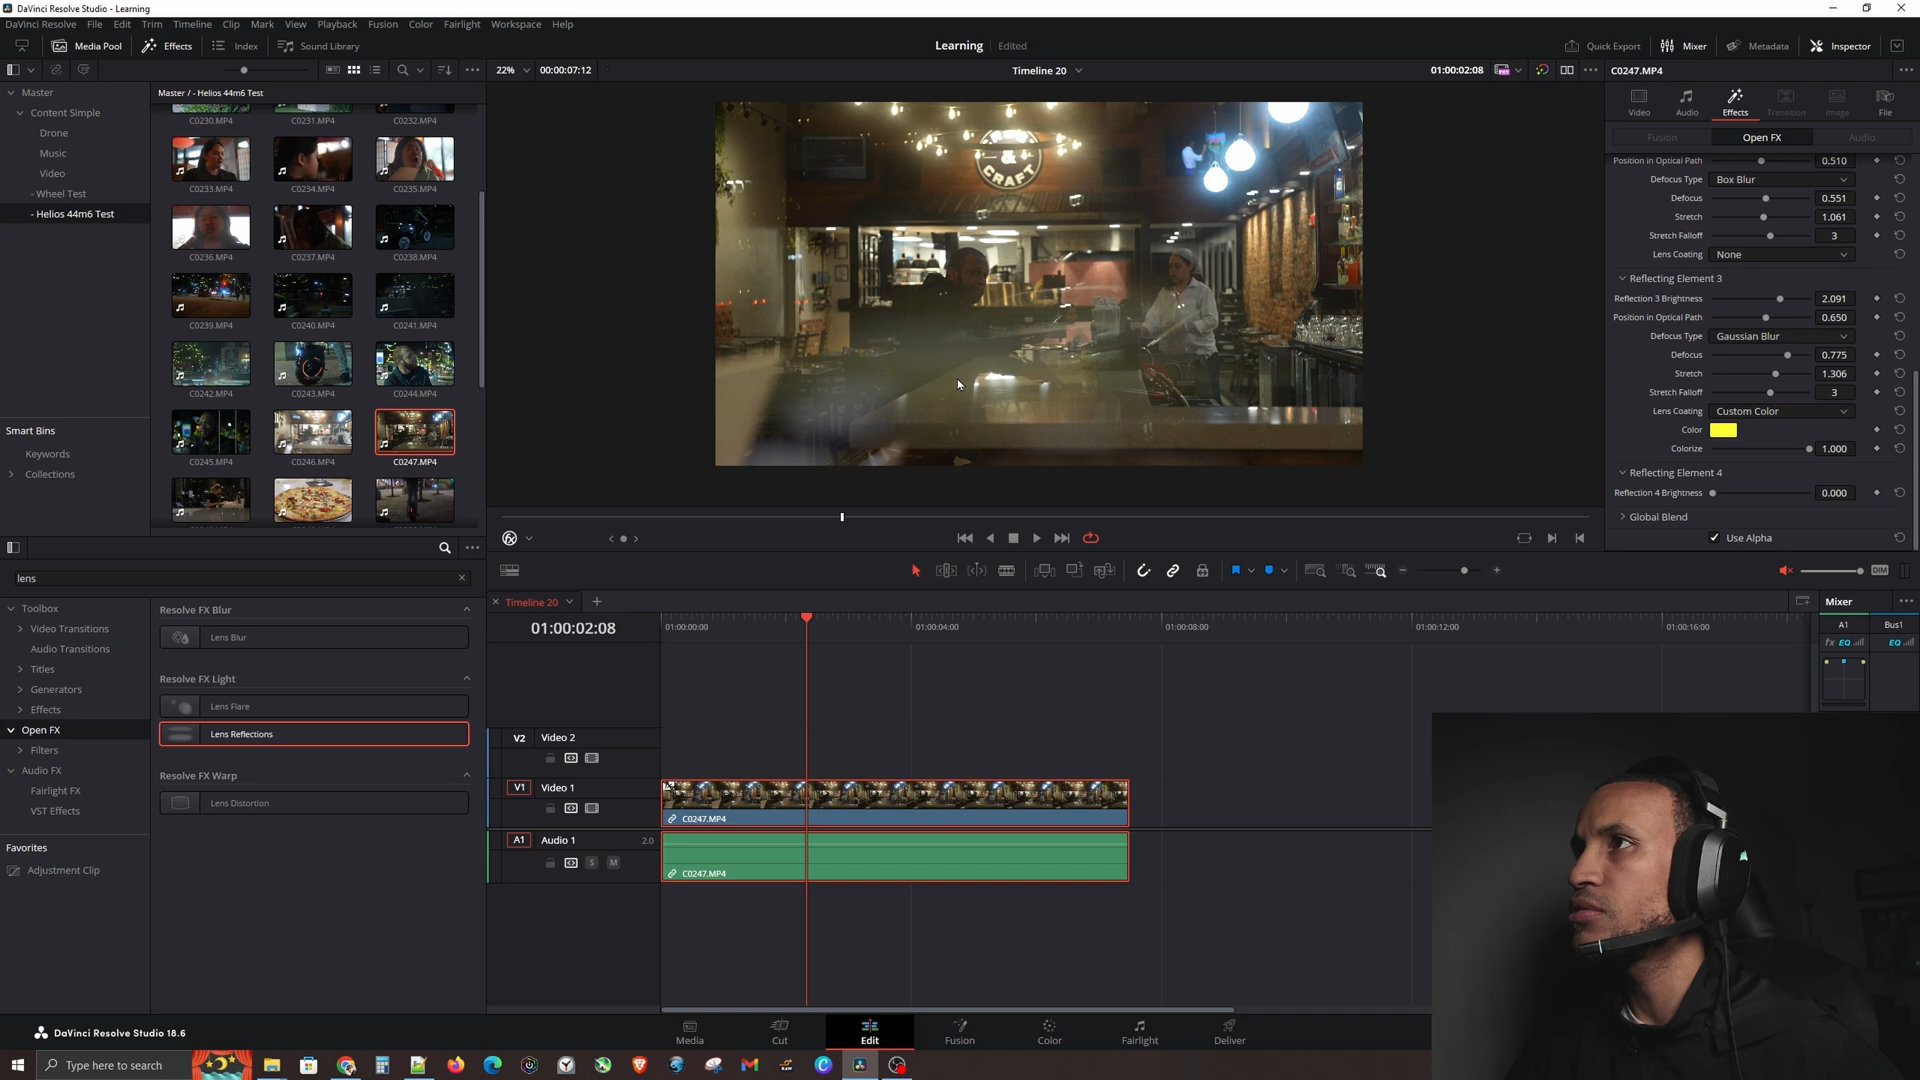 DaVinci Resolve Studio - Learning
DaVinci Resolve File Edit Trim Timeline Clip Mark View Playback Fusion Color Fairlight Workspace Help
Media Pool Effects Index Sound Library
Learning Edited
Quick Export Mixer Metadata Inspector
22% 00:00:07:12
Timeline 20
01:00:02:08
C0247.MP4
Master
Content Simple
Drone
Music
Video
- Wheel Test
- Helios 44m6 Test
Smart Bins
Keywords
Collections
Master / - Helios 44m6 Test
C0230.MP4 C0231.MP4 C0232.MP4
C0233.MP4 C0234.MP4 C0235.MP4
C0236.MP4 C0237.MP4 C0238.MP4
C0239.MP4 C0240.MP4 C0241.MP4
C0242.MP4 C0243.MP4 C0244.MP4
C0245.MP4 C0246.MP4 C0247.MP4
&
CRAFT
Video Audio Effects Transition Image File
Fusion Open FX Audio
Position in Optical Path 0.510
Defocus Type Box Blur
Defocus 0.551
Stretch 1.061
Stretch Falloff 3
Lens Coating None
Reflecting Element 3
Reflection 3 Brightness 2.091
Position in Optical Path 0.650
Defocus Type Gaussian Blur
Defocus 0.775
Stretch 1.306
Stretch Falloff 3
Lens Coating Custom Color
Color
Colorize 1.000
Reflecting Element 4
Reflection 4 Brightness 0.000
Global Blend
Use Alpha
lens
Toolbox
Video Transitions
Audio Transitions
Titles
Generators
Effects
Open FX
Filters
Audio FX
Fairlight FX
VST Effects
Favorites
Adjustment Clip
Resolve FX Blur
Lens Blur
Resolve FX Light
Lens Flare
Lens Reflections
Resolve FX Warp
Lens Distortion
DIM
Timeline 20
01:00:02:08
01:00:00:00 01:00:04:00 01:00:08:00 01:00:12:00 01:00:16:00
V2 Video 2
V1 Video 1
C0247.MP4
A1 Audio 1 2.0
S M
C0247.MP4
Mixer
A1 Bus1
fx EQ EQ
DaVinci Resolve Studio 18.6
Media Cut Edit Fusion Color Fairlight Deliver
Type here to search